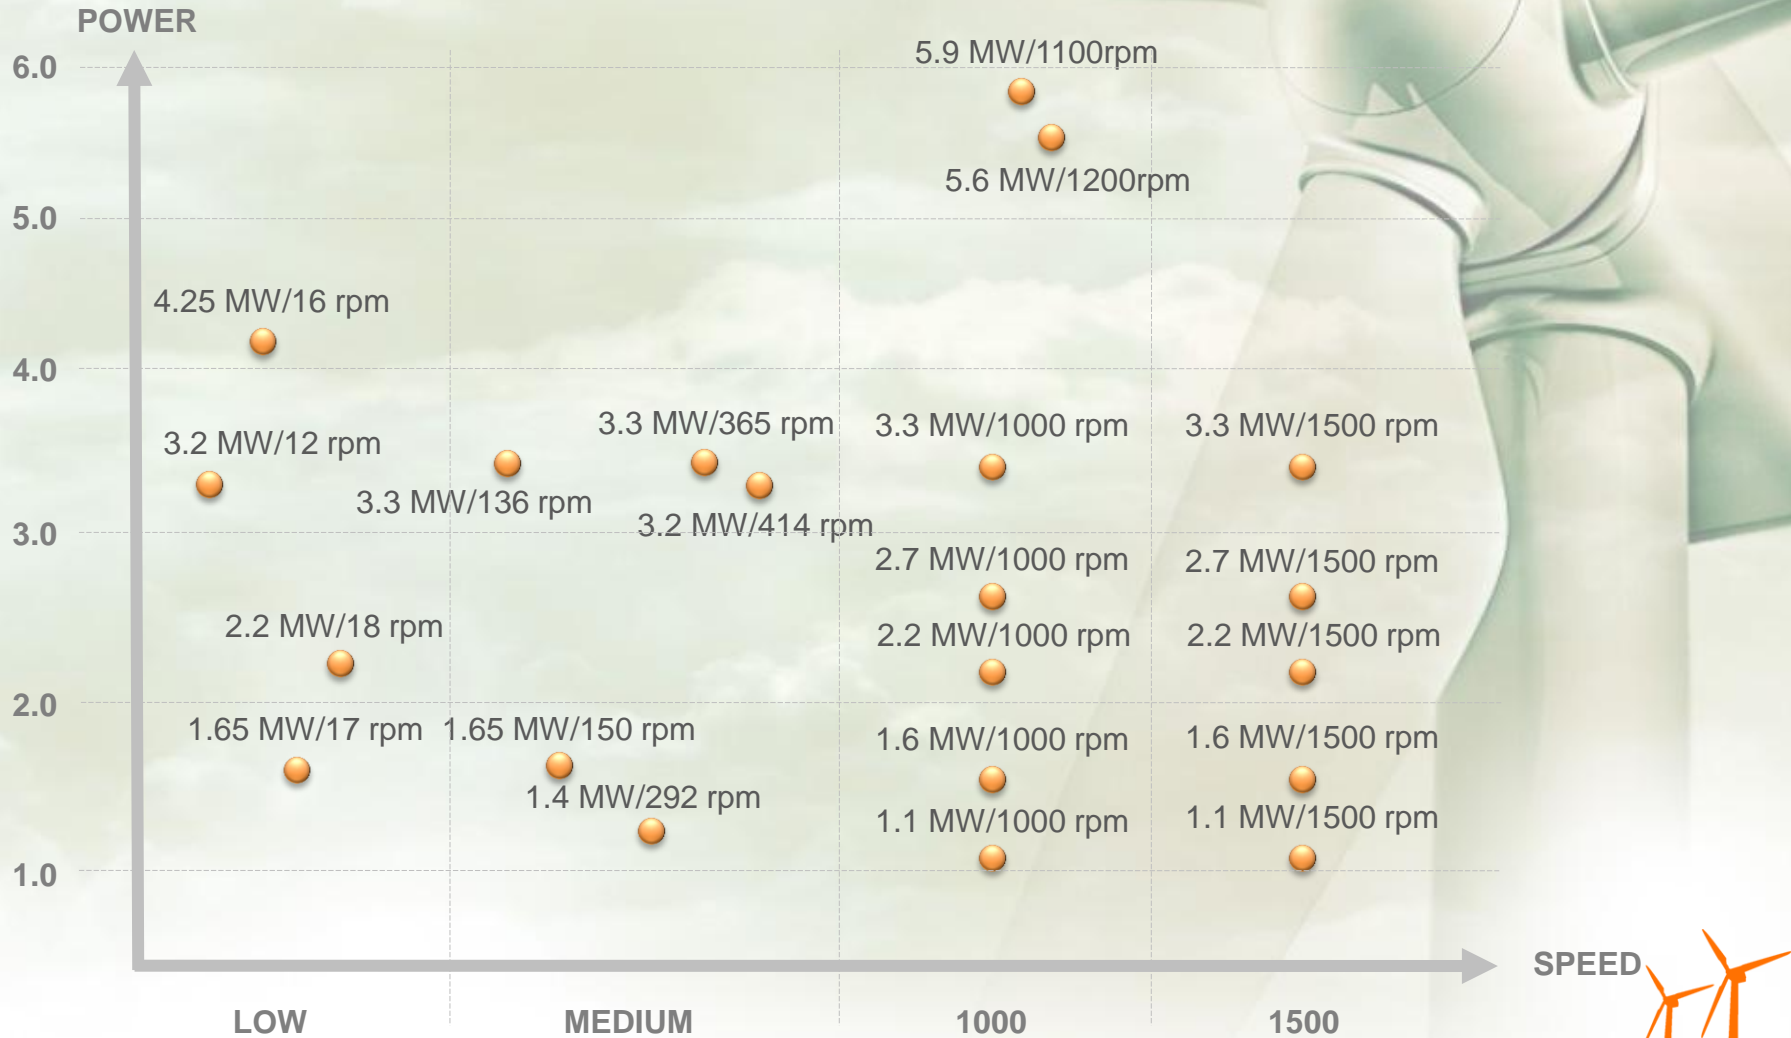 POWER
6.0
5.9 MW/1100rpm
5.6 MW/1200rpm
5.0
4.25 MW/16 rpm
4.0
3.3 MW/365 rpm
3.3 MW/1000 rpm
3.3 MW/1500 rpm
3.2 MW/12 rpm
3.3 MW/136 rpm
3.2 MW/414 rpm
3.0
2.7 MW/1000 rpm
2.7 MW/1500 rpm
2.2 MW/18 rpm
2.2 MW/1000 rpm
2.2 MW/1500 rpm
2.0
1.65 MW/17 rpm
1.65 MW/150 rpm
1.6 MW/1000 rpm
1.6 MW/1500 rpm
1.4 MW/292 rpm
1.1 MW/1000 rpm
1.1 MW/1500 rpm
1.0
SPEED
LOW
MEDIUM
1000
1500